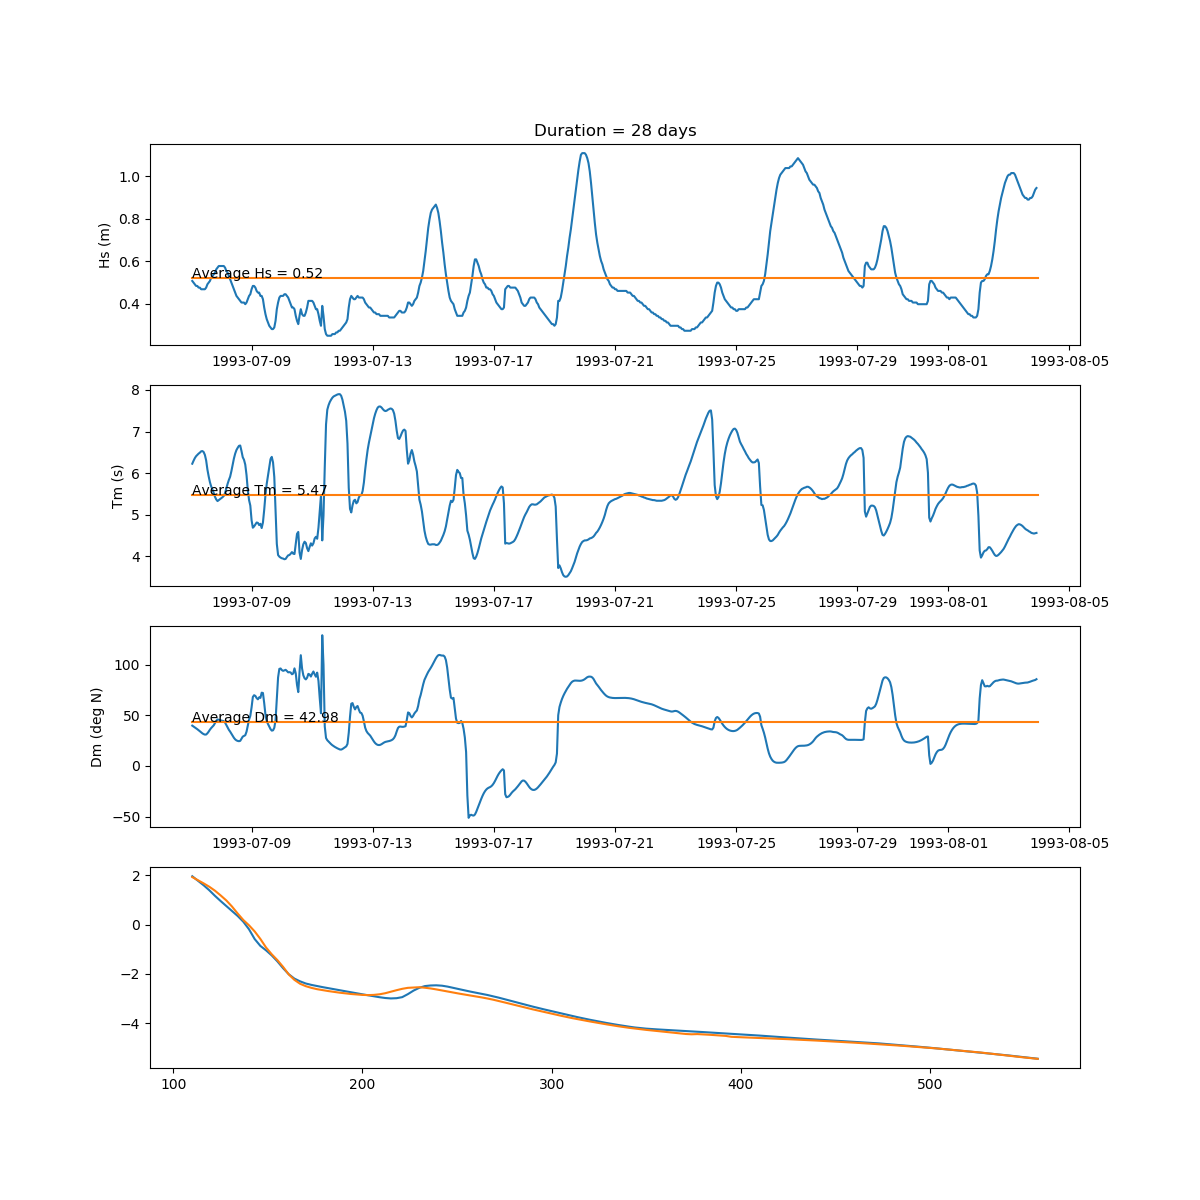 Duration = 28 days
1.0
0.8
0.6
0.4
Hs (m)
Average Hs = 0.52
1993-07-09 1993-07-13 1993-07-17 1993-07-21 1993-07-25 1993-07-29 1993-08-01 1993-08-05
8
7
6
5
4
Tm (s)
Average Tm = 5.47
1993-07-09 1993-07-13 1993-07-17 1993-07-21 1993-07-25 1993-07-29 1993-08-01 1993-08-05
100
50
0
−50
Dm (deg N)
Average Dm = 42.98
1993-07-09 1993-07-13 1993-07-17 1993-07-21 1993-07-25 1993-07-29 1993-08-01 1993-08-05
2
0
−2
−4
100 200 300 400 500